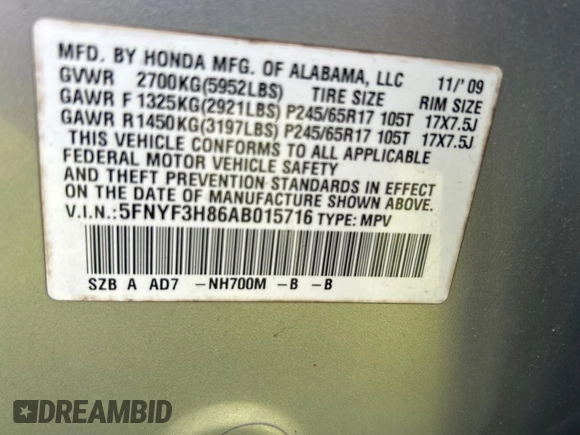 MFD. BY HONDA MFG. OF ALABAMA, LLC 11/'09
GVWR 2700KG(5952LBS) TIRE SIZE RIM SIZE
GAWR F 1325KG(2921LBS) P245/65R17 105T 17X7.5J
GAWR R 1450KG(3197LBS) P245/65R17 105T 17X7.5J
THIS VEHICLE CONFORMS TO ALL APPLICABLE
FEDERAL MOTOR VEHICLE SAFETY
AND THEFT PREVENTION STANDARDS IN EFFECT
ON THE DATE OF MANUFACTURE SHOWN ABOVE.
V.I.N.:5FNYF3H86AB015716 TYPE: MPV
SZB A AD7 -NH700M -B -B
DREAMBID